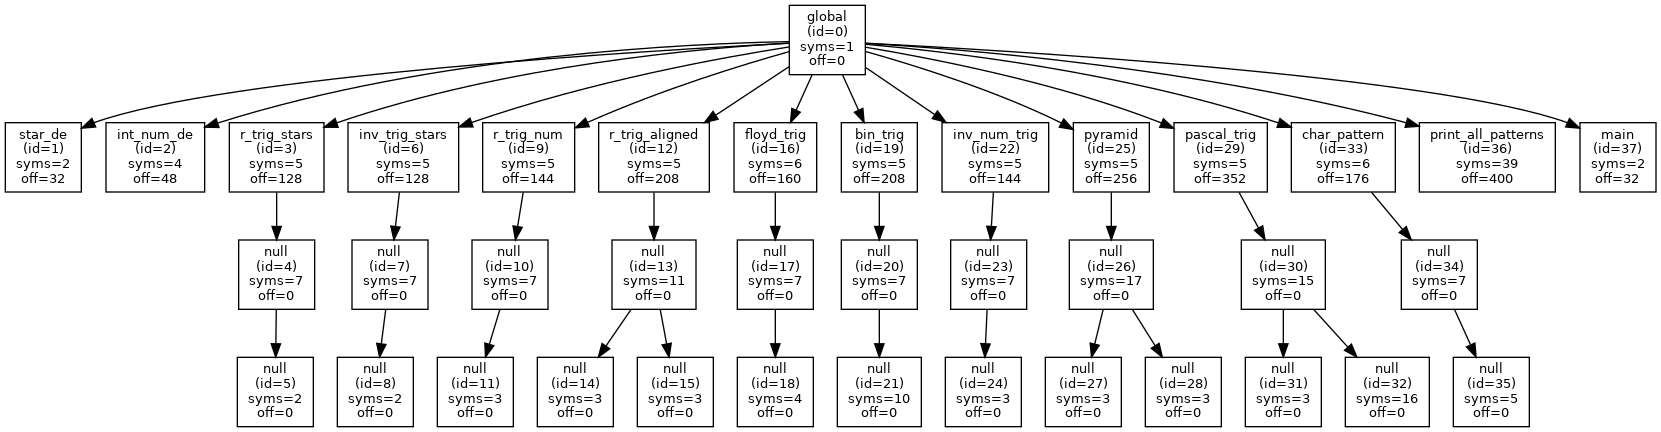 global
(id=0)
syms=1
off=0
star_de
(id=1)
syms=2
off=32
int_num_de
(id=2)
syms=4
off=48
r_trig_stars
(id=3)
syms=5
off=128
inv_trig_stars
(id=6)
syms=5
off=128
r_trig_num
(id=9)
syms=5
off=144
r_trig_aligned
(id=12)
syms=5
off=208
floyd_trig
(id=16)
syms=6
off=160
bin_trig
(id=19)
syms=5
off=208
inv_num_trig
(id=22)
syms=5
off=144
pyramid
(id=25)
syms=5
off=256
pascal_trig
(id=29)
syms=5
off=352
char_pattern
(id=33)
syms=6
off=176
print_all_patterns
(id=36)
syms=39
off=400
main
(id=37)
syms=2
off=32
null
(id=4)
syms=7
off=0
null
(id=7)
syms=7
off=0
null
(id=10)
syms=7
off=0
null
(id=13)
syms=11
off=0
null
(id=17)
syms=7
off=0
null
(id=20)
syms=7
off=0
null
(id=23)
syms=7
off=0
null
(id=26)
syms=17
off=0
null
(id=30)
syms=15
off=0
null
(id=34)
syms=7
off=0
null
(id=5)
syms=2
off=0
null
(id=8)
syms=2
off=0
null
(id=11)
syms=3
off=0
null
(id=14)
syms=3
off=0
null
(id=15)
syms=3
off=0
null
(id=18)
syms=4
off=0
null
(id=21)
syms=10
off=0
null
(id=24)
syms=3
off=0
null
(id=27)
syms=3
off=0
null
(id=28)
syms=3
off=0
null
(id=31)
syms=3
off=0
null
(id=32)
syms=16
off=0
null
(id=35)
syms=5
off=0